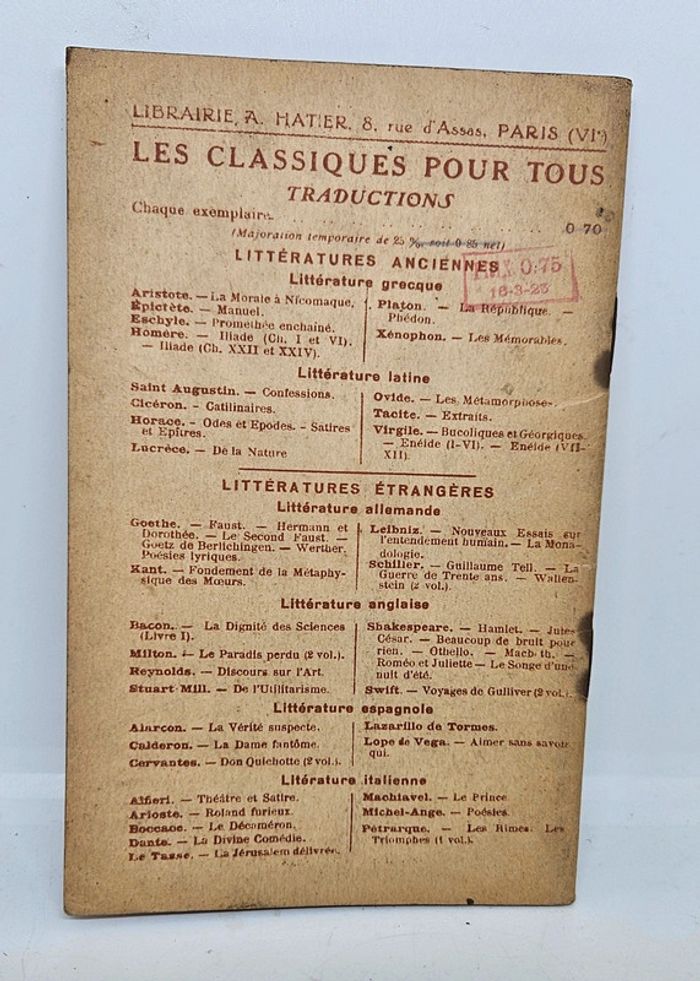 LIBRAIRIE A. HATIER, 8, rue d'Assas, PARIS (VIe)
LES CLASSIQUES POUR TOUS
TRADUCTIONS
Chaque exemplaire. . . . . . . . . . . . 0 70
(Majoration temporaire de 25 %, soit 0 85 net)
0.75
16-3-23
LITTÉRATURES ANCIENNES
Littérature grecque
Aristote. — La Morale à Nicomaque.
Épictète. — Manuel.
Eschyle. — Prométhée enchaîné.
Homère. — Iliade (Ch. I et VI).
— Iliade (Ch. XXII et XXIV).
Platon. — La République. —
Phédon.
Xénophon. — Les Mémorables.
Littérature latine
Saint Augustin. — Confessions.
Cicéron. - Catilinaires.
Horace. - Odes et Epodes. - Satires
et Epîtres.
Lucrèce. — De la Nature
Ovide. — Les Métamorphoses.
Tacite. — Extraits.
Virgile. — Bucoliques et Géorgiques.
— Enéide (I-VI). — Enéide (VII-
XII).
LITTÉRATURES ÉTRANGÈRES
Littérature allemande
Goethe. — Faust. — Hermann et
Dorothée. — Le Second Faust. —
Goetz de Berlichingen. — Werther.
Poésies lyriques.
Kant. — Fondement de la Métaphy-
sique des Mœurs.
Leibniz. — Nouveaux Essais sur
l'entendement humain. — La Mona-
dologie.
Schiller. — Guillaume Tell. — La
Guerre de Trente ans. — Wallen-
stein (2 vol.).
Littérature anglaise
Bacon. — La Dignité des Sciences
(Livre I).
Milton. — Le Paradis perdu (2 vol.).
Reynolds. — Discours sur l'Art.
Stuart Mill. — De l'Utilitarisme.
Shakespeare. — Hamlet. — Jules
César. — Beaucoup de bruit pour
rien. — Othello. — Macbeth. —
Roméo et Juliette — Le Songe d'une
nuit d'été.
Swift. — Voyages de Gulliver (2 vol.).
Littérature espagnole
Alarcon. — La Vérité suspecte.
Calderon. — La Dame fantôme.
Cervantes. — Don Quichotte (2 vol.).
Lazarillo de Tormes.
Lope de Vega. — Aimer sans savoir
qui.
Littérature italienne
Alfieri. — Théâtre et Satire.
Arioste. — Roland furieux.
Boccace. — Le Décaméron.
Dante. — La Divine Comédie.
Le Tasse. — La Jérusalem délivrée.
Machiavel. — Le Prince
Michel-Ange. — Poésies.
Pétrarque. — Les Rimes. Les
Triomphes (1 vol.).